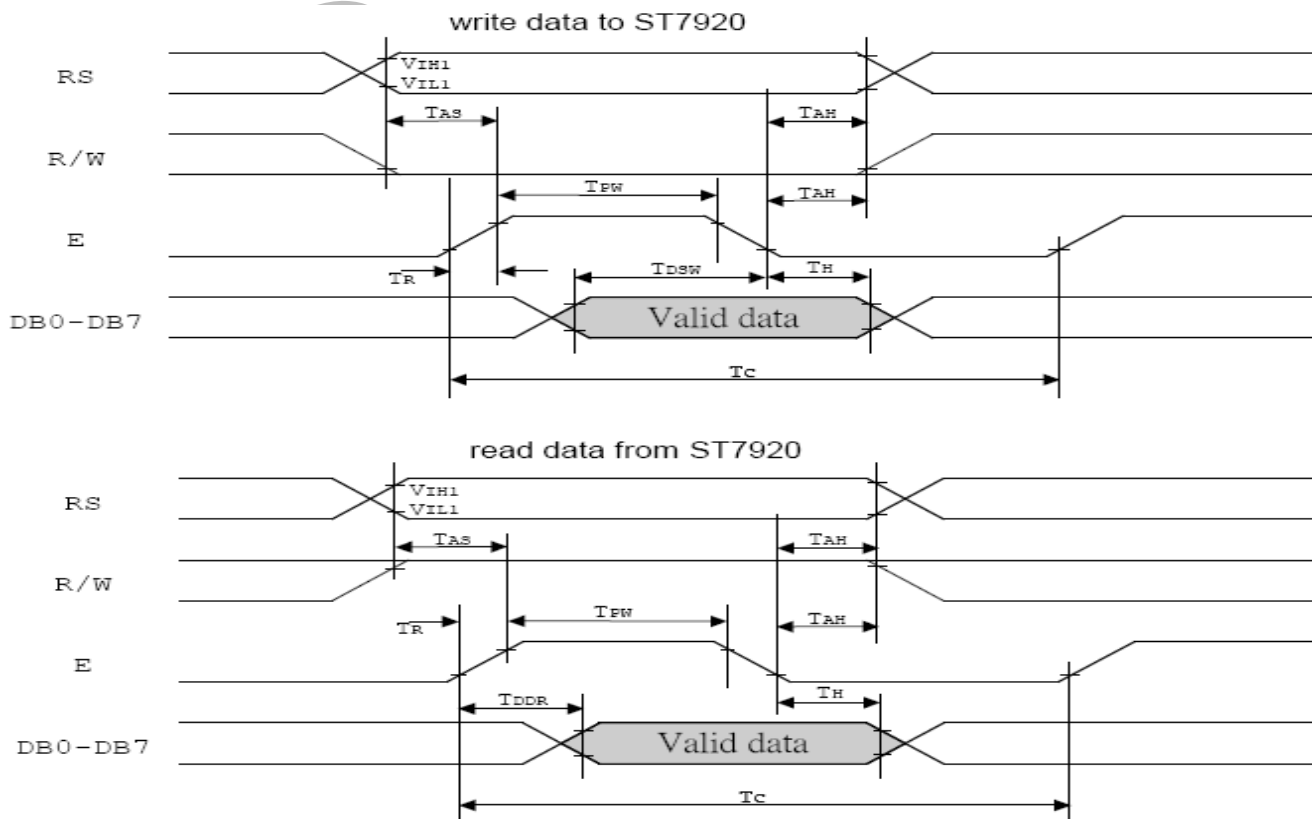 write data to ST7920
RS
VIH1
VIL1
TAS
TAH
R/W
TPW
TAH
E
TR
TDSW
TH
DB0-DB7
Valid data
TC
read data from ST7920
RS
VIH1
VIL1
TAS
TAH
R/W
TR
TPW
TAH
E
TDDR
TH
DB0-DB7
Valid data
TC